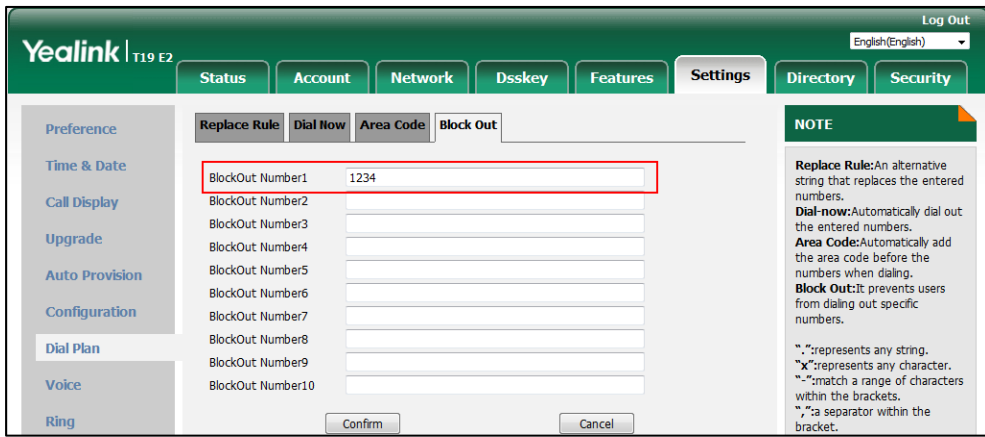 Log Out
Yealink T19 E2
English(English)
Status Account Network Dsskey Features Settings Directory Security
Preference
Time & Date
Call Display
Upgrade
Auto Provision
Configuration
Dial Plan
Voice
Ring
Replace Rule Dial Now Area Code Block Out
BlockOut Number1 1234
BlockOut Number2
BlockOut Number3
BlockOut Number4
BlockOut Number5
BlockOut Number6
BlockOut Number7
BlockOut Number8
BlockOut Number9
BlockOut Number10
Confirm Cancel
NOTE
Replace Rule:An alternative
string that replaces the entered
numbers.
Dial-now:Automatically dial out
the entered numbers.
Area Code:Automatically add
the area code before the
numbers when dialing.
Block Out:It prevents users
from dialing out specific
numbers.
".":represents any string.
"x":represents any character.
"-":match a range of characters
within the brackets.
",":a separator within the
bracket.